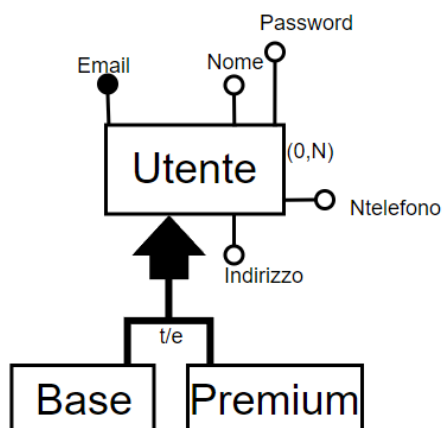 Password
Email
Nome
(0,N)
Utente
Ntelefono
Indirizzo
t/e
Base
Premium